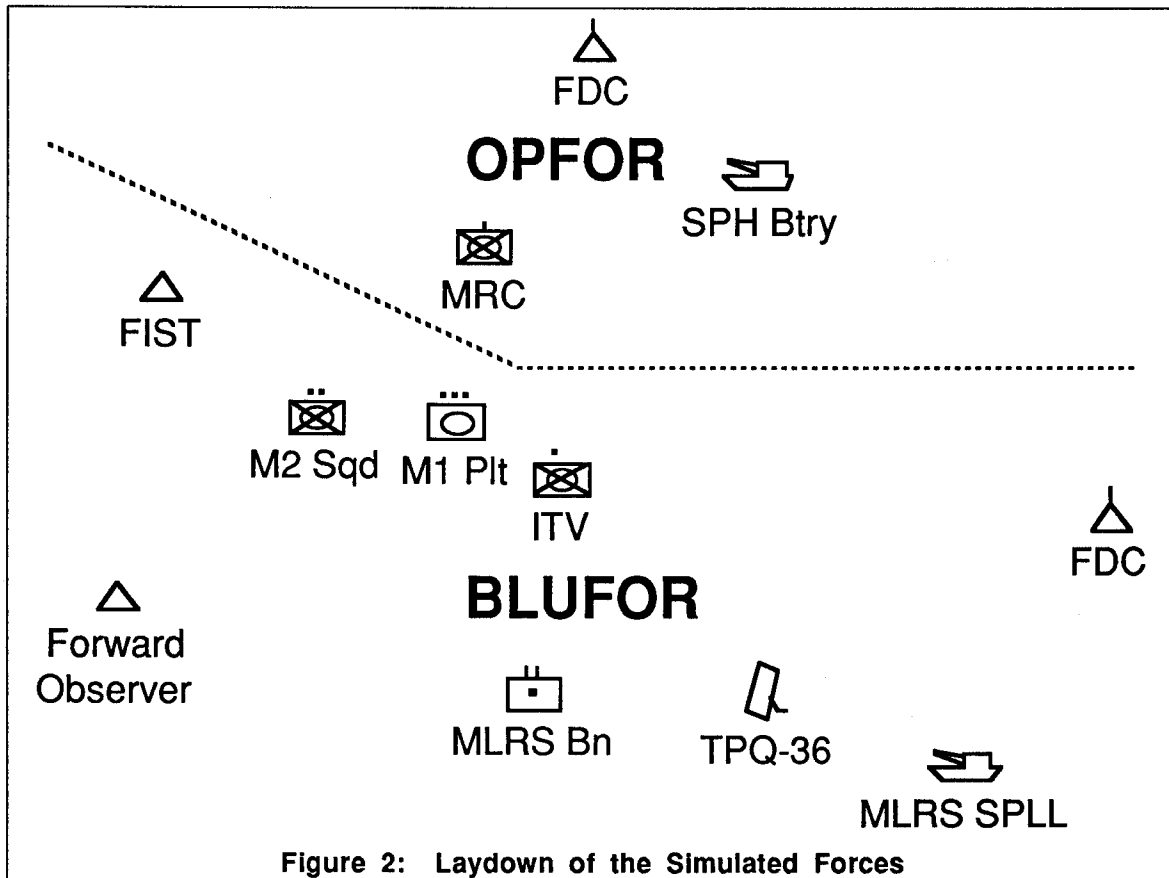 FDC
OPFOR
SPH Btry
MRC
FIST
M2 Sqd
M1 Plt
ITV
FDC
BLUFOR
Forward
Observer
MLRS Bn
TPQ-36
MLRS SPLL
Figure 2: Laydown of the Simulated Forces